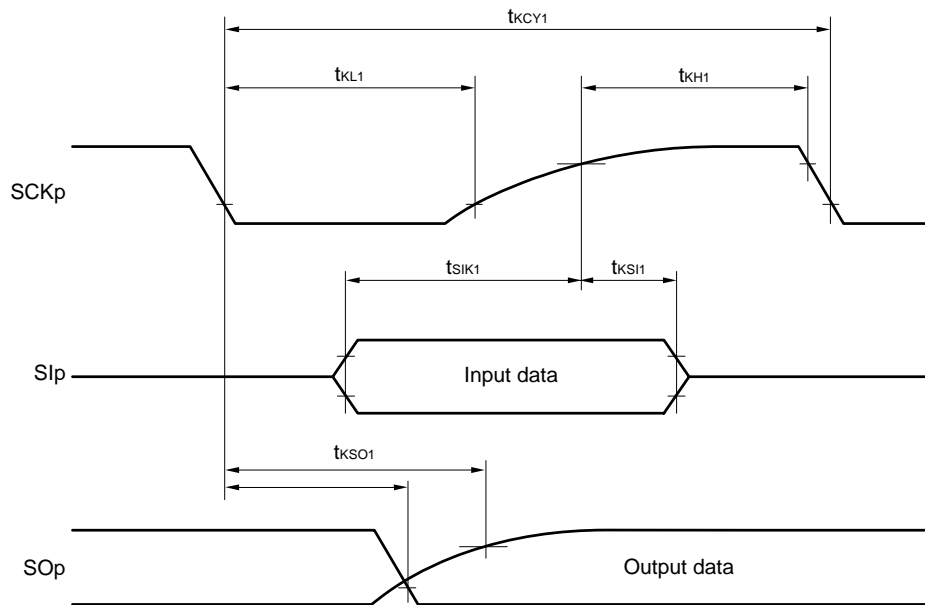 tKCY1
tKL1
tKH1
SCKp
tSIK1
tKSI1
SIp
Input data
tKSO1
SOp
Output data